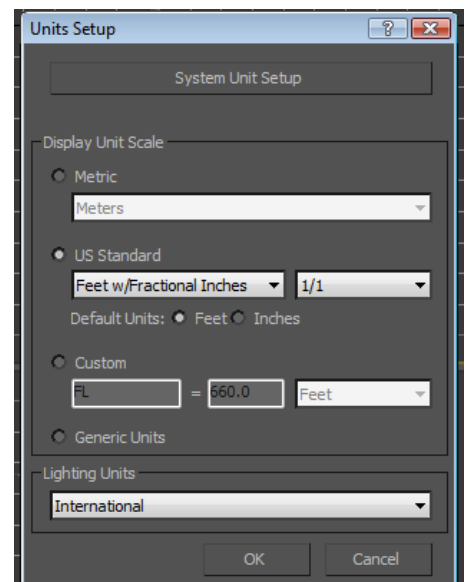 Units Setup
System Unit Setup
Display Unit Scale
Metric
Meters
US Standard
Feet w/Fractional Inches 1/1
Default Units: Feet Inches
Custom
FL = 660.0 Feet
Generic Units
Lighting Units
International
OK Cancel